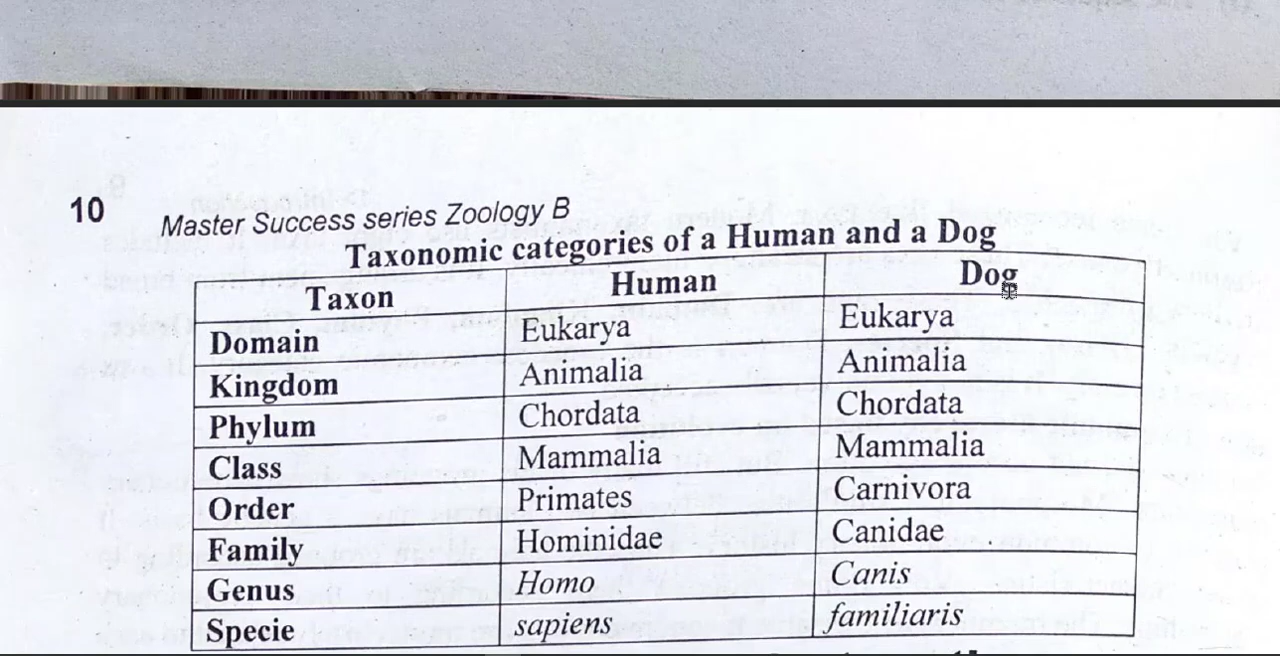 10 Master Success series Zoology B
Taxonomic categories of a Human and a Dog
Taxon Human Dog
Domain Eukarya Eukarya
Kingdom Animalia Animalia
Phylum Chordata Chordata
Class Mammalia Mammalia
Order Primates Carnivora
Family Hominidae Canidae
Genus Homo Canis
Specie sapiens familiaris